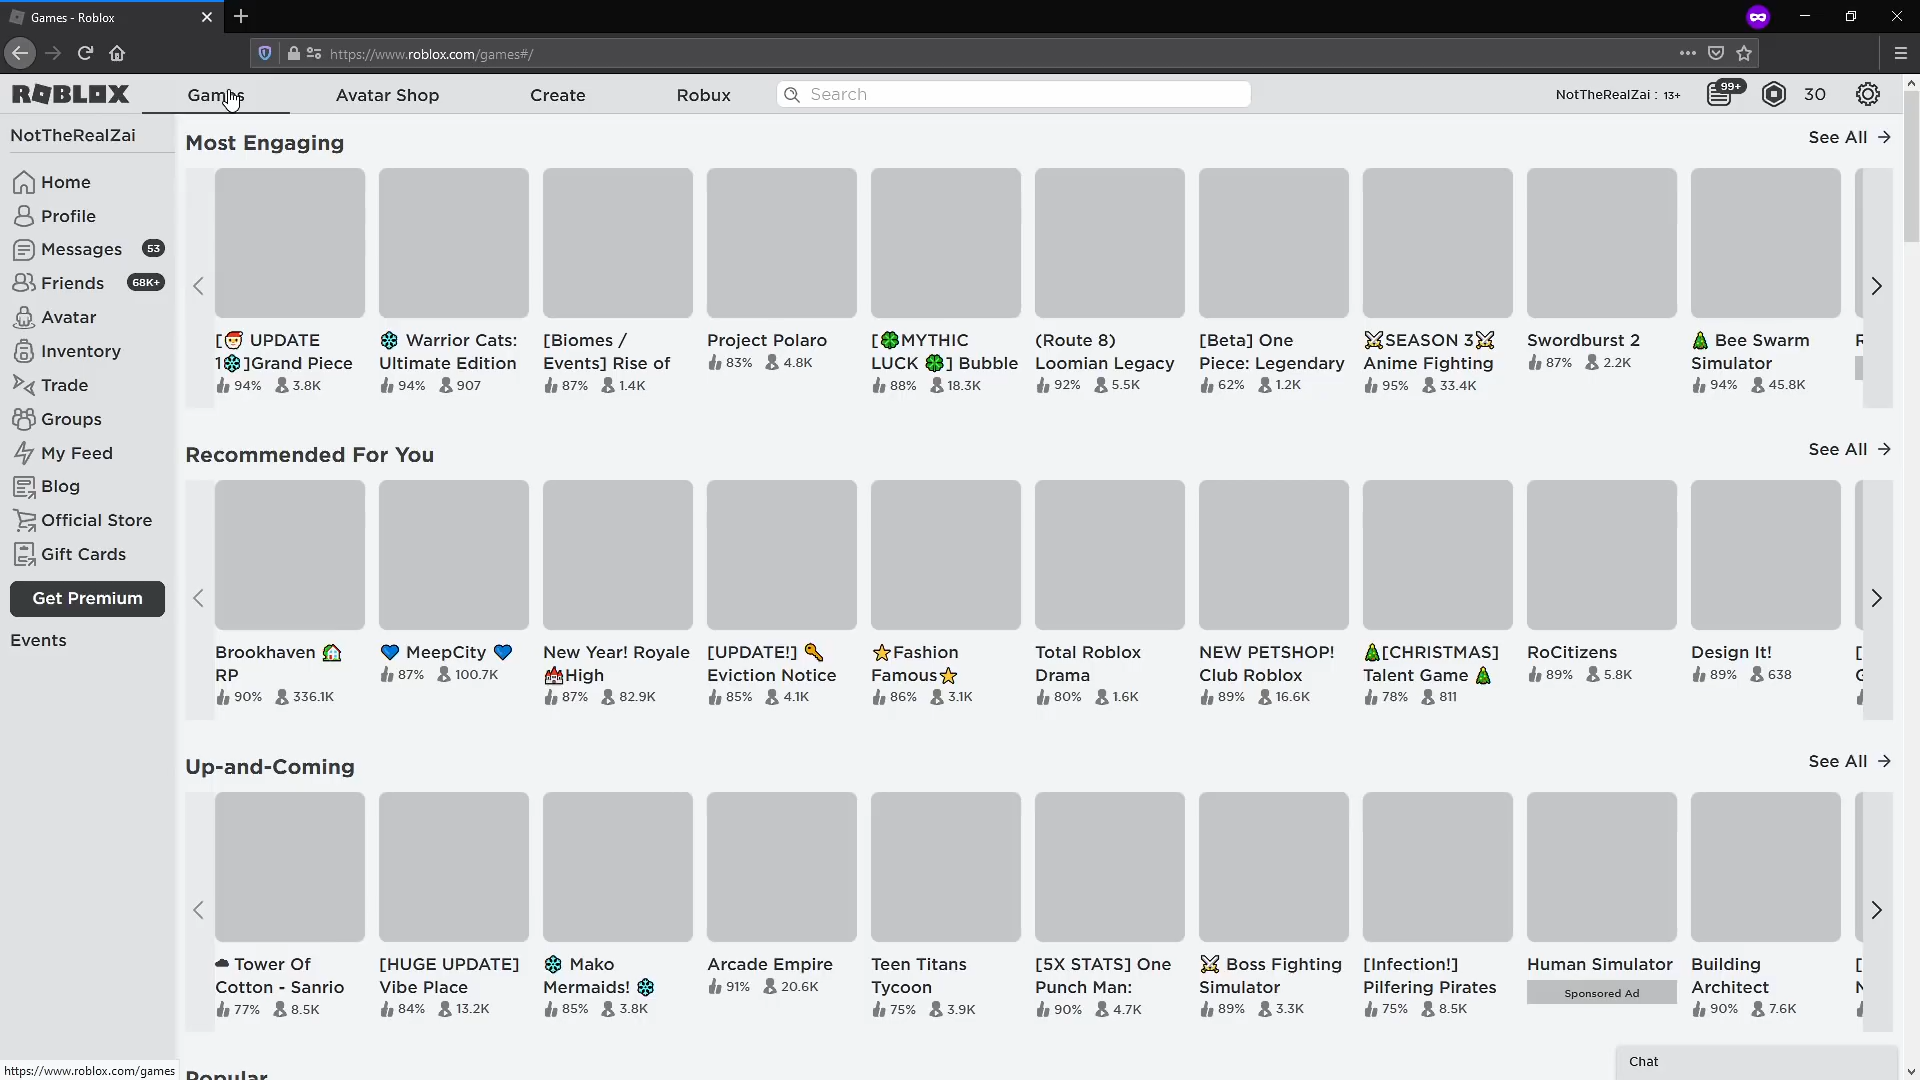 Games - Roblox
https://www.roblox.com/games#/
ROBLOX
Games
Avatar Shop
Create
Robux
Search
NotTheRealZai : 13+
99+
30
NotTheRealZai
Home
Profile
Messages 53
Friends 68K+
Avatar
Inventory
Trade
Groups
My Feed
Blog
Official Store
Gift Cards
Get Premium
Events
Most Engaging
See All →
[🎅 UPDATE
1❄️]Grand Piece
94% 3.8K
❄️ Warrior Cats:
Ultimate Edition
94% 907
[Biomes /
Events] Rise of
87% 1.4K
Project Polaro
83% 4.8K
[🍀MYTHIC
LUCK 🍀] Bubble
88% 18.3K
(Route 8)
Loomian Legacy
92% 5.5K
[Beta] One
Piece: Legendary
62% 1.2K
⚔️SEASON 3⚔️
Anime Fighting
95% 33.4K
Swordburst 2
87% 2.2K
🎄 Bee Swarm
Simulator
94% 45.8K
Recommended For You
See All →
Brookhaven 🏡
RP
90% 336.1K
💙 MeepCity 💙
87% 100.7K
New Year! Royale
🏰High
87% 82.9K
[UPDATE!] 🔑
Eviction Notice
85% 4.1K
⭐Fashion
Famous⭐
86% 3.1K
Total Roblox
Drama
80% 1.6K
NEW PETSHOP!
Club Roblox
89% 16.6K
🎄[CHRISTMAS]
Talent Game 🎄
78% 811
RoCitizens
89% 5.8K
Design It!
89% 638
Up-and-Coming
See All →
☁️ Tower Of
Cotton - Sanrio
77% 8.5K
[HUGE UPDATE]
Vibe Place
84% 13.2K
❄️ Mako
Mermaids! ❄️
85% 3.8K
Arcade Empire
91% 20.6K
Teen Titans
Tycoon
75% 3.9K
[5X STATS] One
Punch Man:
90% 4.7K
⚔️ Boss Fighting
Simulator
89% 3.3K
[Infection!]
Pilfering Pirates
75% 8.5K
Human Simulator
Sponsored Ad
Building
Architect
90% 7.6K
Popular
Chat
https://www.roblox.com/games